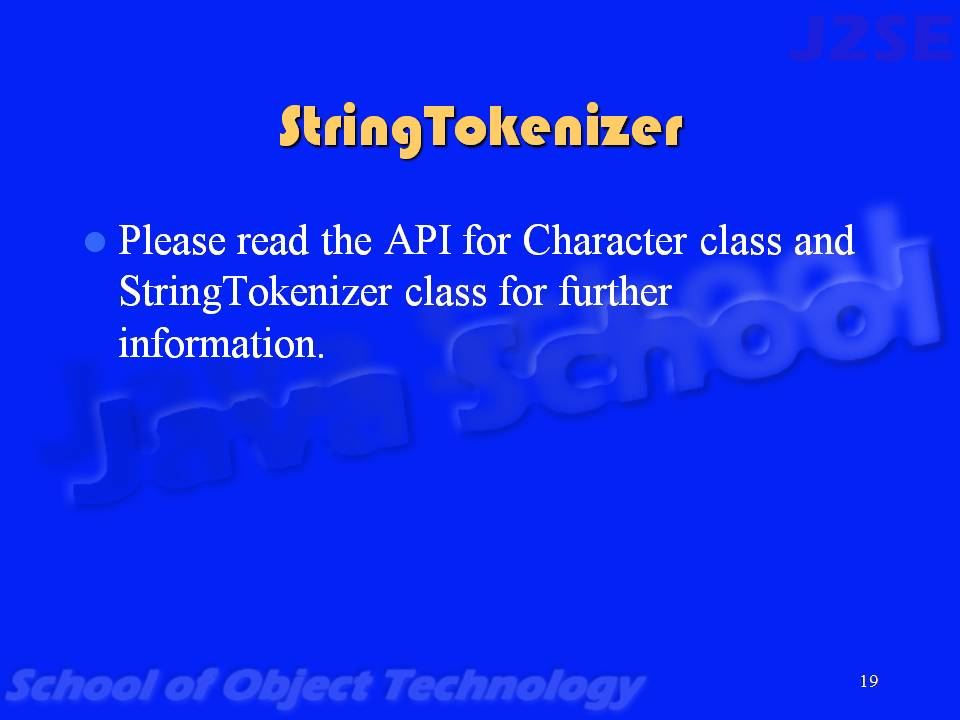 J2SE
StringTokenizer
Please read the API for Character class and
StringTokenizer class for further
information.
Java School
School of Object Technology
19